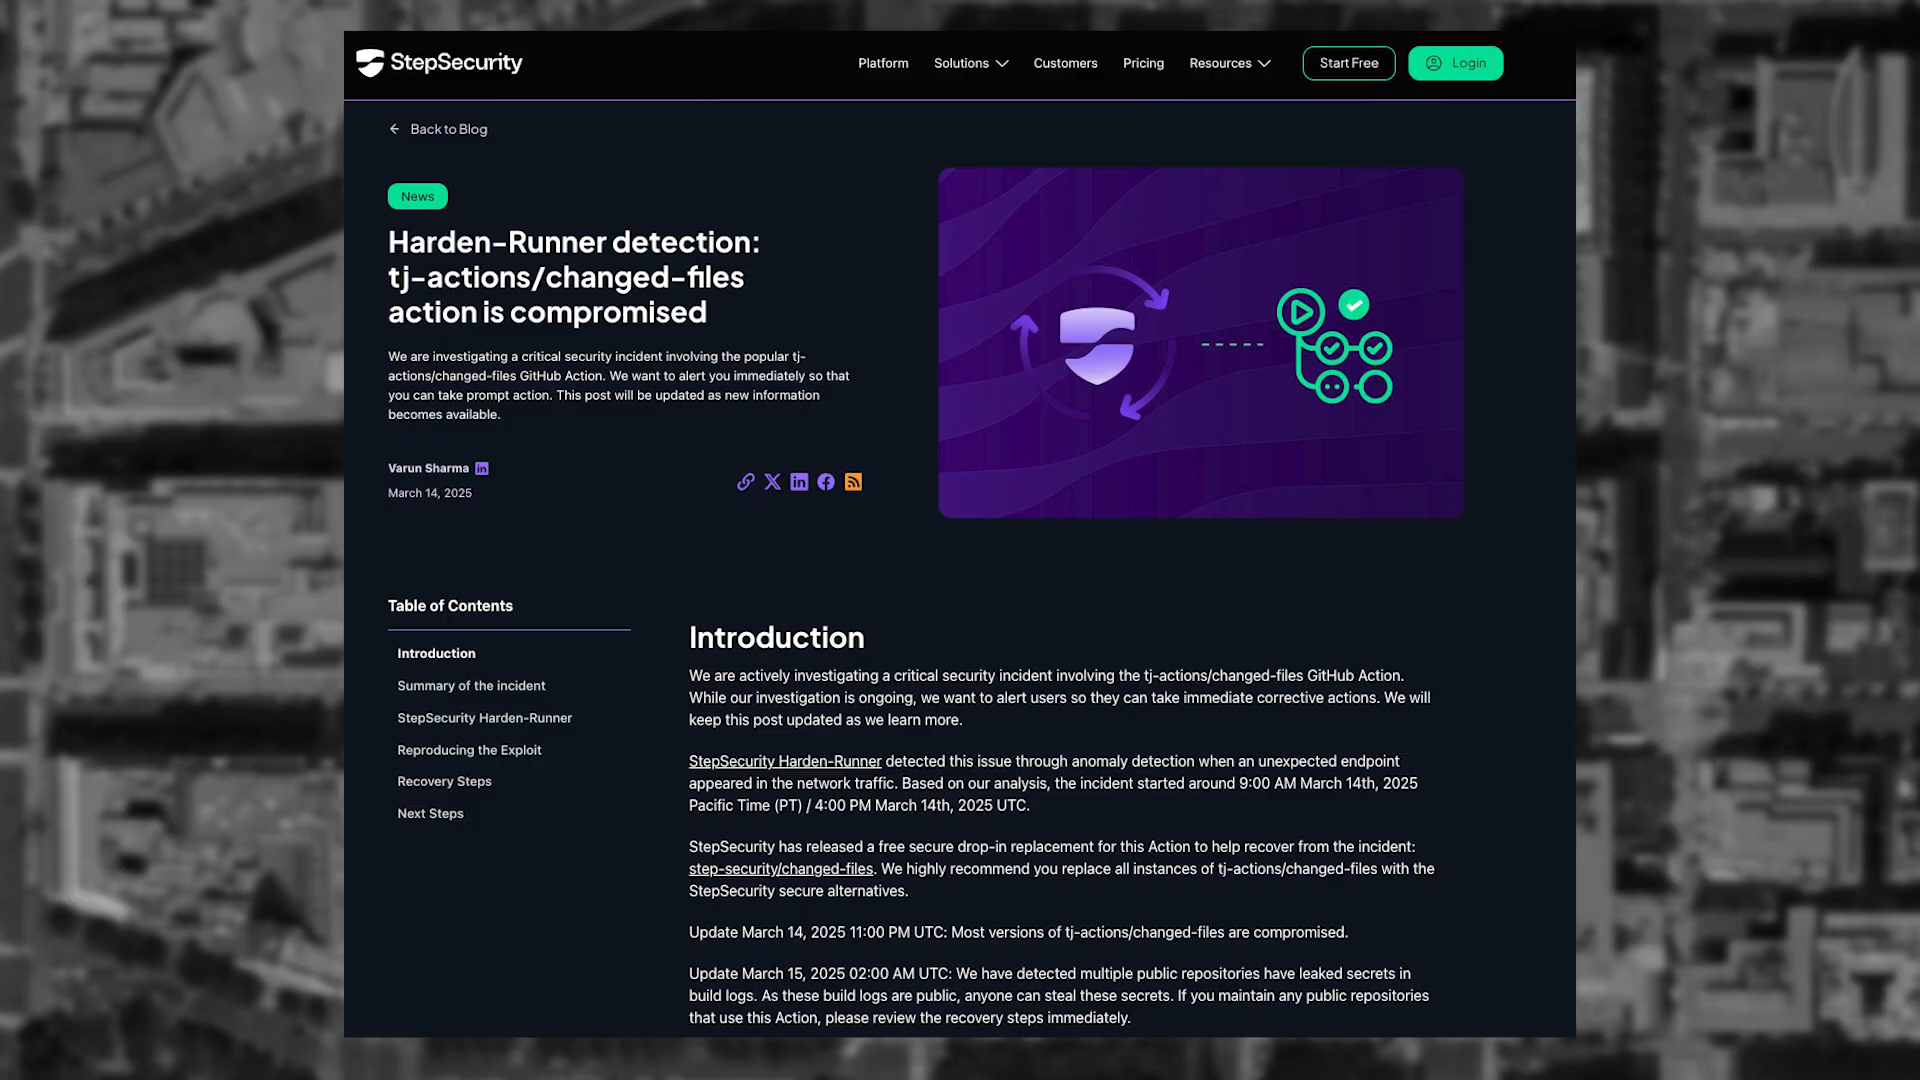 StepSecurity
Platform
Solutions
Customers
Pricing
Resources
Start Free
Login
Back to Blog
News
Harden-Runner detection:
tj-actions/changed-files
action is compromised
We are investigating a critical security incident involving the popular tj-
actions/changed-files GitHub Action. We want to alert you immediately so that
you can take prompt action. This post will be updated as new information
becomes available.
Varun Sharma
March 14, 2025
Table of Contents
Introduction
Summary of the incident
StepSecurity Harden-Runner
Reproducing the Exploit
Recovery Steps
Next Steps
Introduction
We are actively investigating a critical security incident involving the tj-actions/changed-files GitHub Action.
While our investigation is ongoing, we want to alert users so they can take immediate corrective actions. We will
keep this post updated as we learn more.
StepSecurity Harden-Runner detected this issue through anomaly detection when an unexpected endpoint
appeared in the network traffic. Based on our analysis, the incident started around 9:00 AM March 14th, 2025
Pacific Time (PT) / 4:00 PM March 14th, 2025 UTC.
StepSecurity has released a free secure drop-in replacement for this Action to help recover from the incident:
step-security/changed-files. We highly recommend you replace all instances of tj-actions/changed-files with the
StepSecurity secure alternatives.
Update March 14, 2025 11:00 PM UTC: Most versions of tj-actions/changed-files are compromised.
Update March 15, 2025 02:00 AM UTC: We have detected multiple public repositories have leaked secrets in
build logs. As these build logs are public, anyone can steal these secrets. If you maintain any public repositories
that use this Action, please review the recovery steps immediately.